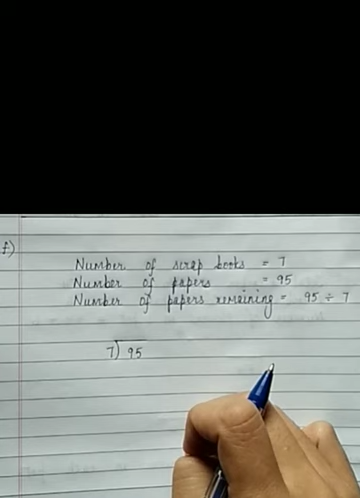 f)
Number of scrap books = 7
Number of papers = 95
Number of papers remaining = 95 ÷ 7
7) 95